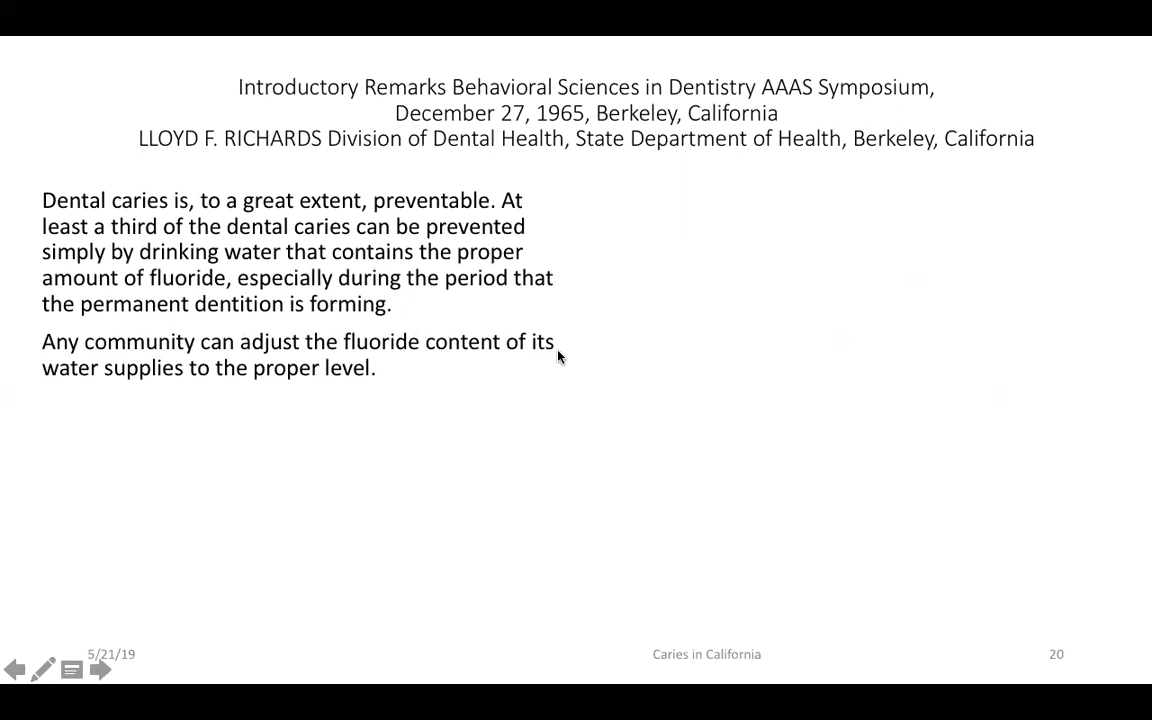 Introductory Remarks Behavioral Sciences in Dentistry AAAS Symposium,
December 27, 1965, Berkeley, California
LLOYD F. RICHARDS Division of Dental Health, State Department of Health, Berkeley, California
Dental caries is, to a great extent, preventable. At
least a third of the dental caries can be prevented
simply by drinking water that contains the proper
amount of fluoride, especially during the period that
the permanent dentition is forming.
Any community can adjust the fluoride content of its
water supplies to the proper level.
5/21/19
Caries in California
20